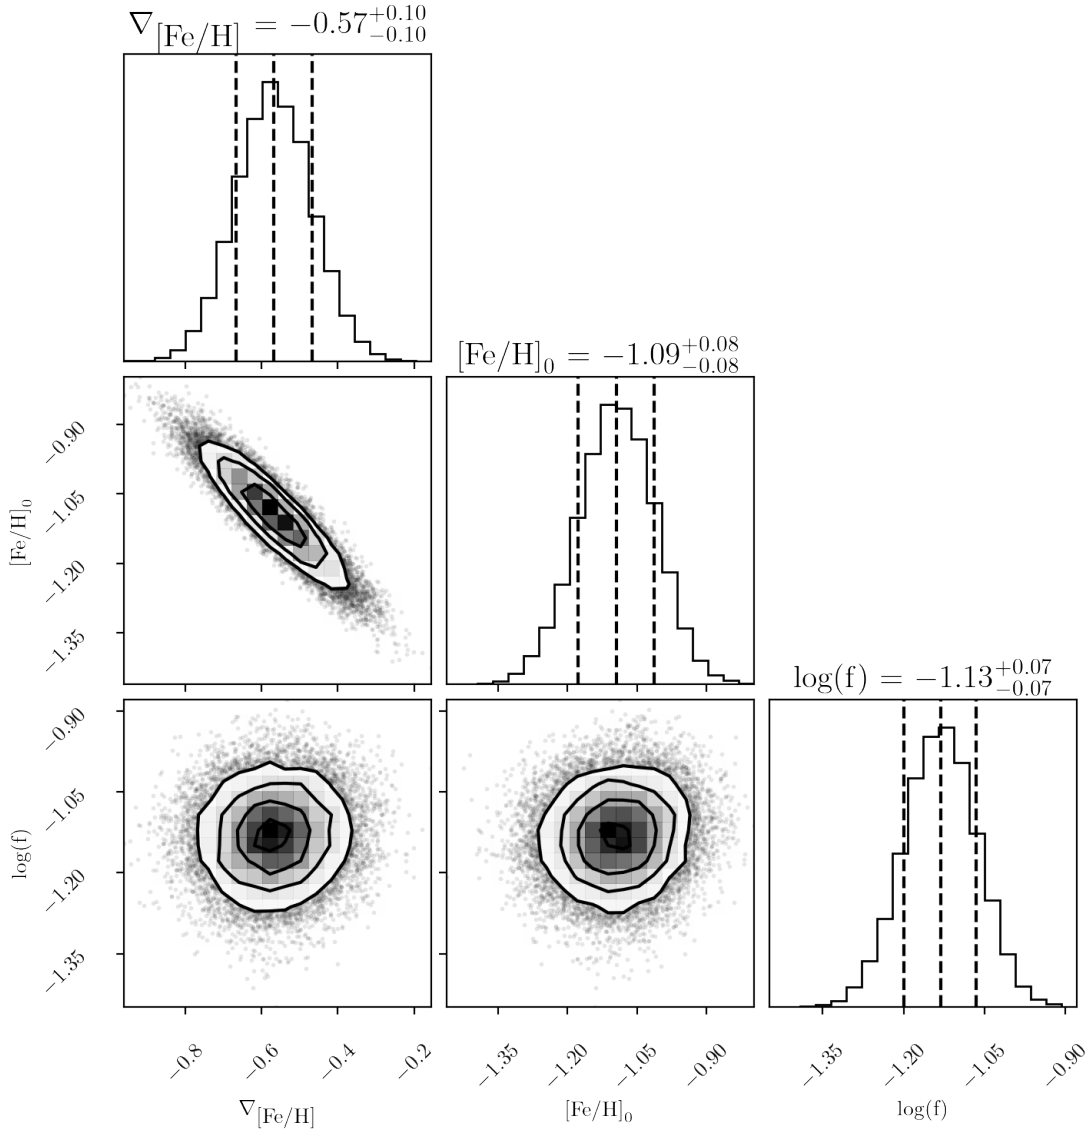 ∇[Fe/H] = −0.57+0.10−0.10
[Fe/H]0 = −1.09+0.08−0.08
[Fe/H]0
−0.90
−1.05
−1.20
−1.35
log(f) = −1.13+0.07−0.07
log(f)
−0.90
−1.05
−1.20
−1.35
−0.8 −0.6 −0.4 −0.2
−1.35 −1.20 −1.05 −0.90
−1.35 −1.20 −1.05 −0.90
∇[Fe/H] [Fe/H]0 log(f)